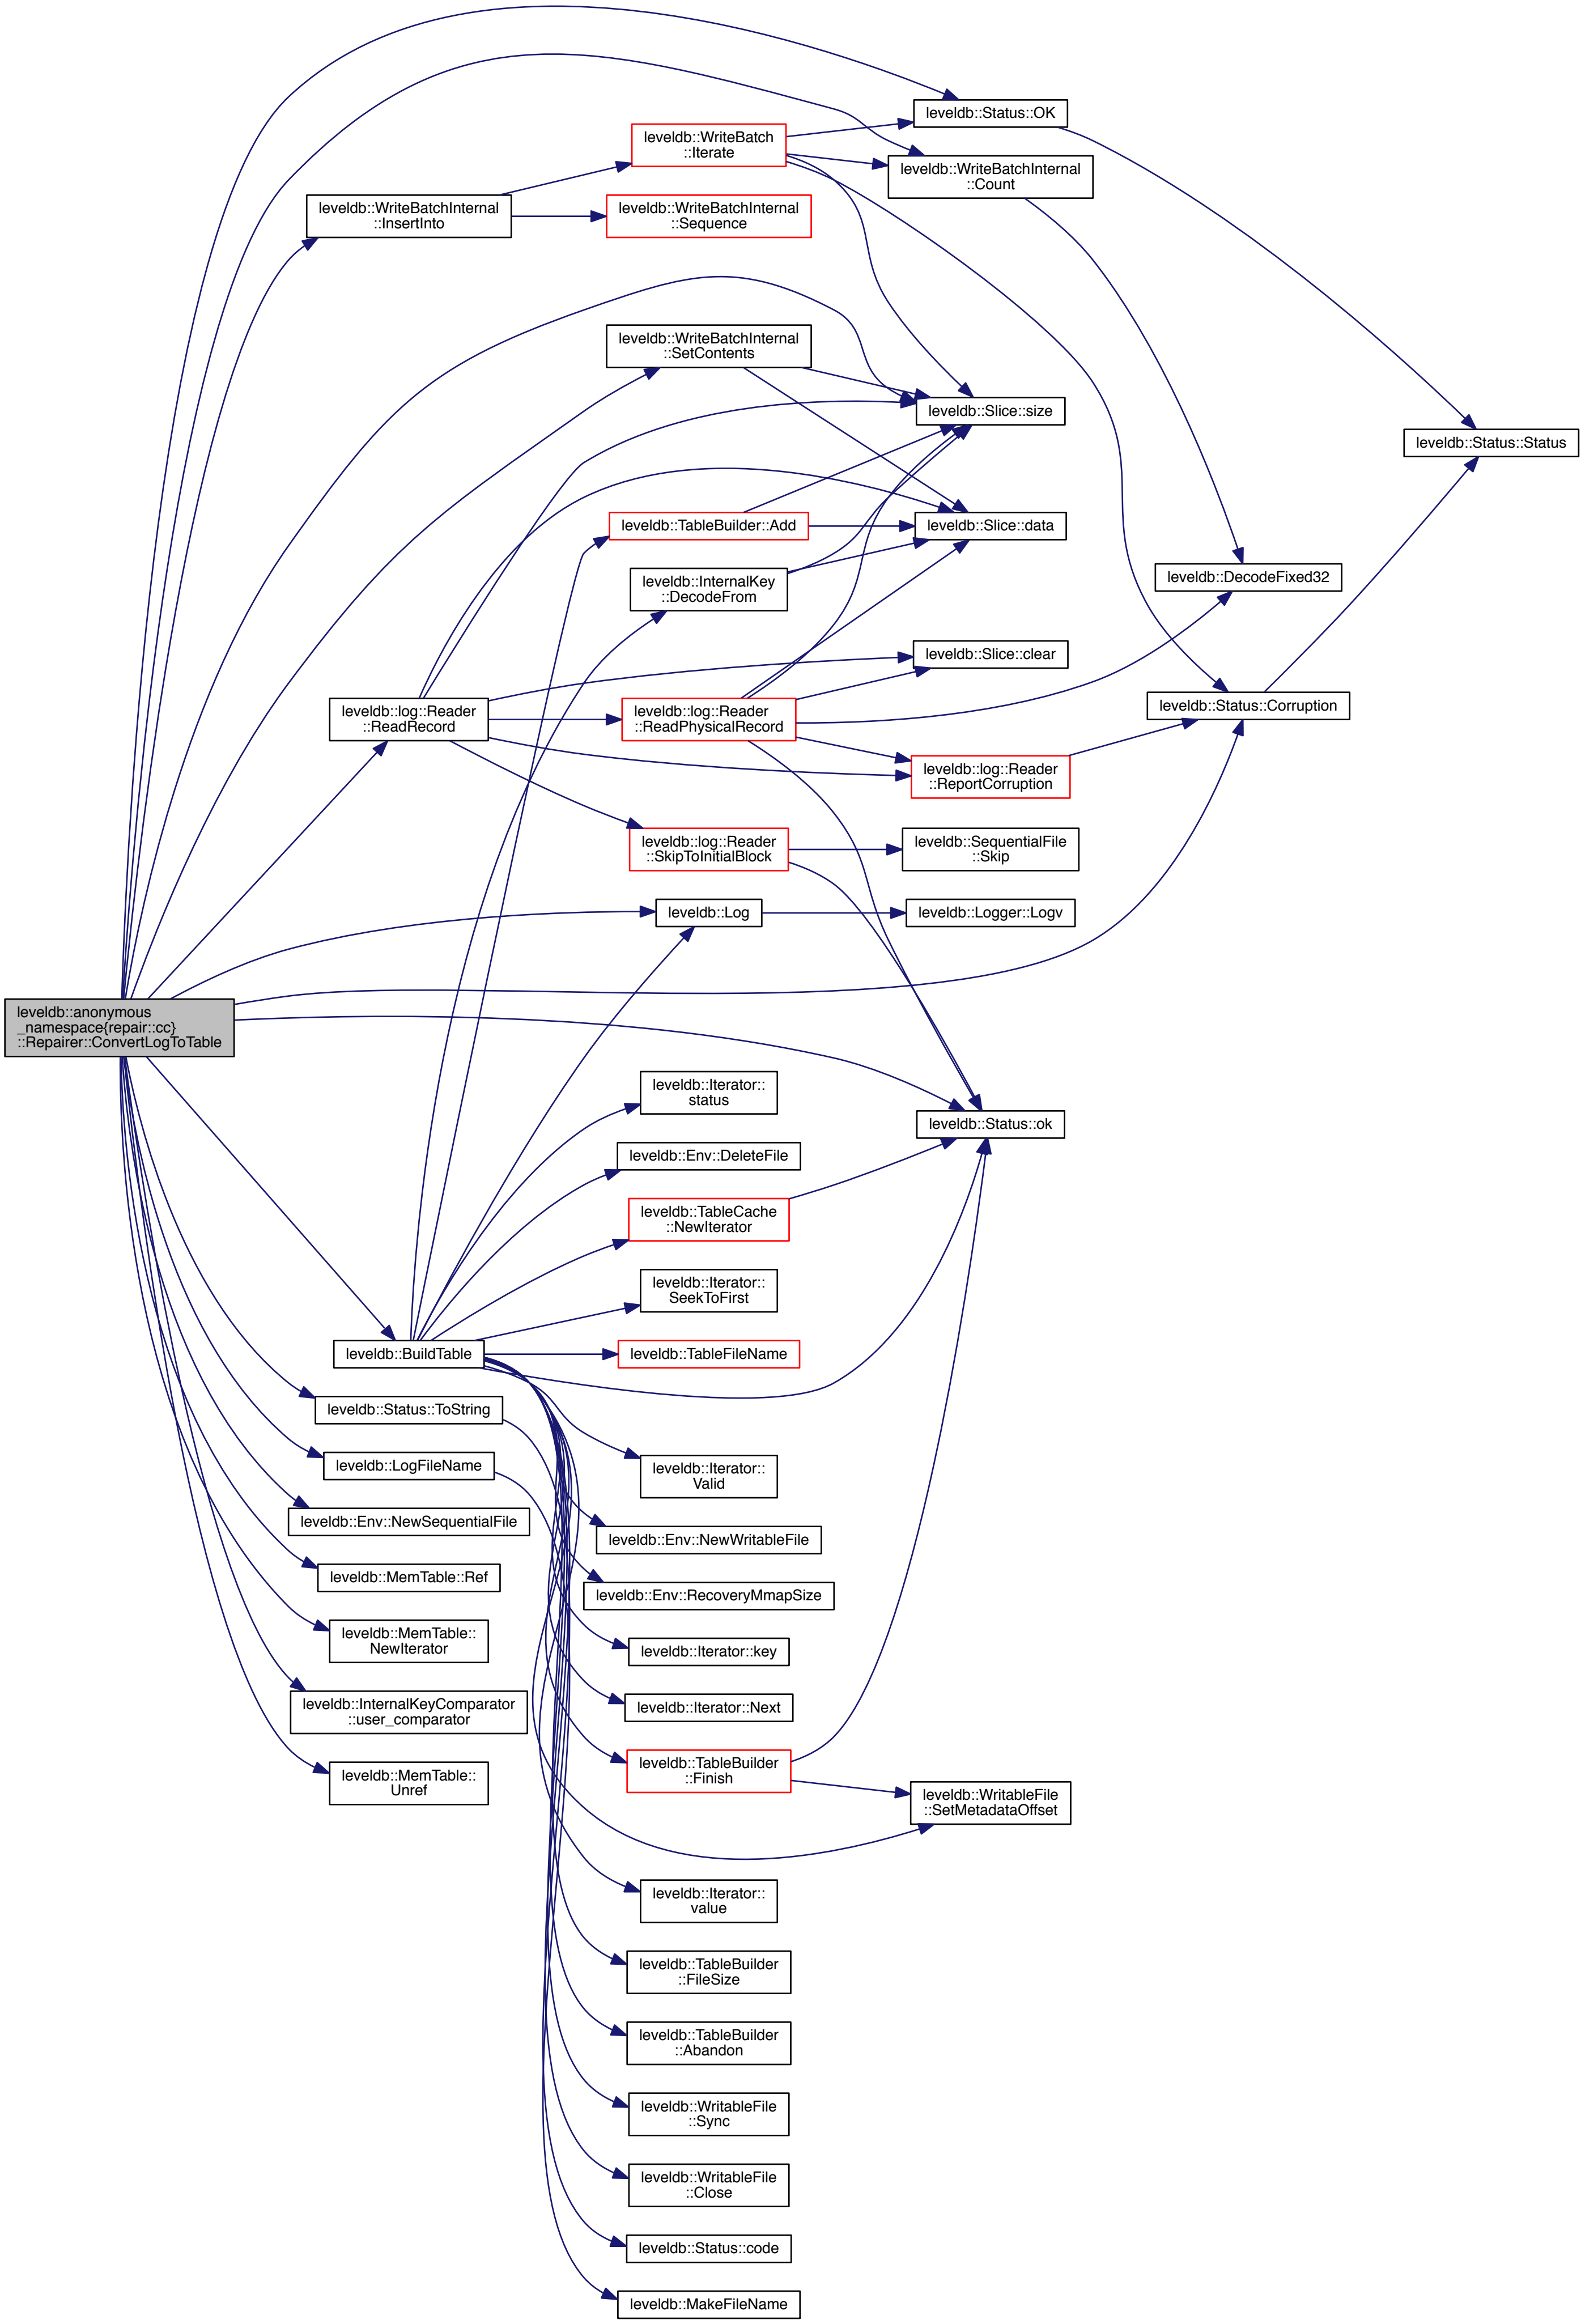 leveldb::Status::OK
leveldb::WriteBatch
::Iterate
leveldb::WriteBatchInternal
::Count
leveldb::WriteBatchInternal
::InsertInto
leveldb::WriteBatchInternal
::Sequence
leveldb::WriteBatchInternal
::SetContents
leveldb::Slice::size
leveldb::Status::Status
leveldb::TableBuilder::Add
leveldb::Slice::data
leveldb::InternalKey
::DecodeFrom
leveldb::DecodeFixed32
leveldb::Slice::clear
leveldb::log::Reader
::ReadRecord
leveldb::log::Reader
::ReadPhysicalRecord
leveldb::Status::Corruption
leveldb::log::Reader
::ReportCorruption
leveldb::log::Reader
::SkipToInitialBlock
leveldb::SequentialFile
::Skip
leveldb::Log
leveldb::Logger::Logv
leveldb::anonymous
_namespace{repair::cc}
::Repairer::ConvertLogToTable
leveldb::Iterator::
status
leveldb::Status::ok
leveldb::Env::DeleteFile
leveldb::TableCache
::NewIterator
leveldb::Iterator::
SeekToFirst
leveldb::BuildTable
leveldb::TableFileName
leveldb::Status::ToString
leveldb::LogFileName
leveldb::Iterator::
Valid
leveldb::Env::NewSequentialFile
leveldb::Env::NewWritableFile
leveldb::MemTable::Ref
leveldb::Env::RecoveryMmapSize
leveldb::MemTable::
NewIterator
leveldb::Iterator::key
leveldb::InternalKeyComparator
::user_comparator
leveldb::Iterator::Next
leveldb::MemTable::
Unref
leveldb::TableBuilder
::Finish
leveldb::WritableFile
::SetMetadataOffset
leveldb::Iterator::
value
leveldb::TableBuilder
::FileSize
leveldb::TableBuilder
::Abandon
leveldb::WritableFile
::Sync
leveldb::WritableFile
::Close
leveldb::Status::code
leveldb::MakeFileName